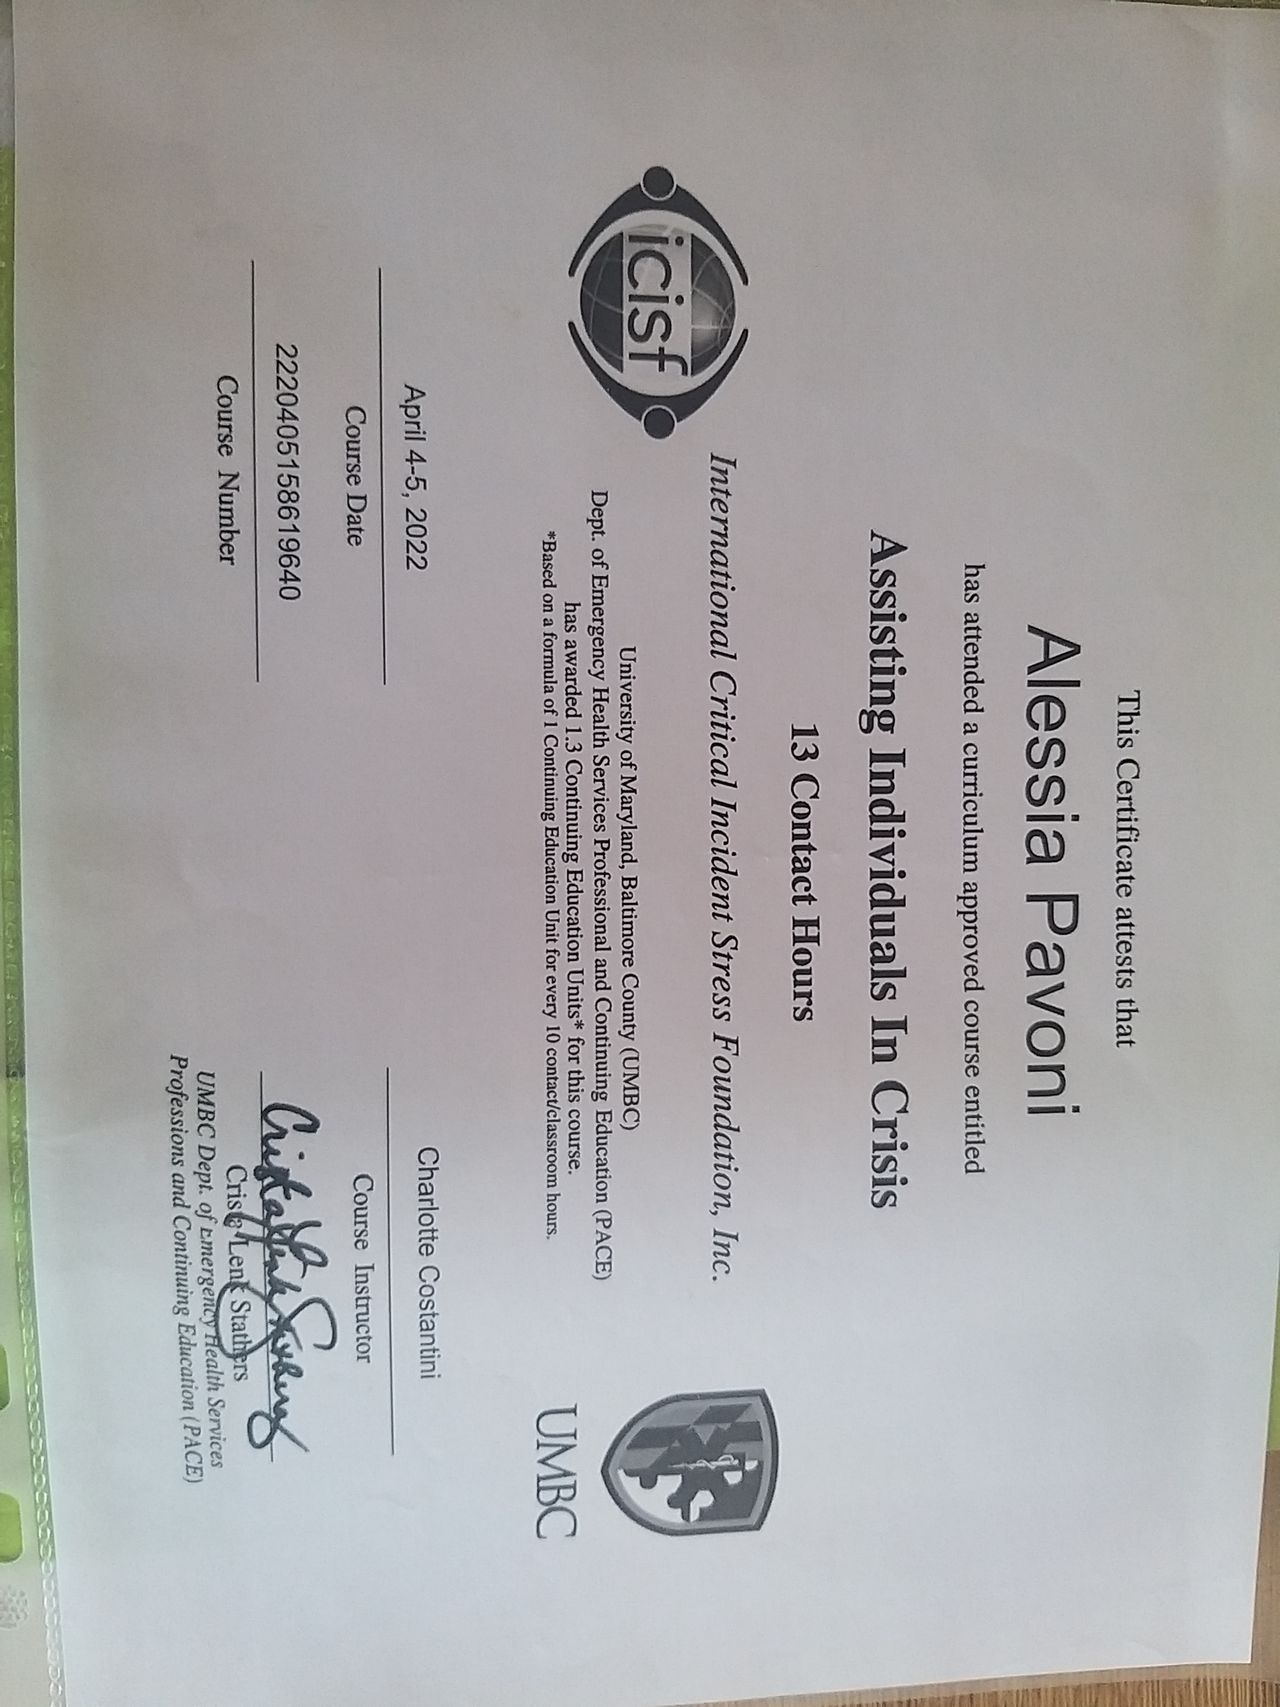 This Certificate attests that
Alessia Pavoni
has attended a curriculum approved course entitled
Assisting Individuals In Crisis
13 Contact Hours
International Critical Incident Stress Foundation, Inc.
icisf
University of Maryland, Baltimore County (UMBC)
Dept. of Emergency Health Services Professional and Continuing Education (PACE)
has awarded 1.3 Continuing Education Units* for this course.
*Based on a formula of 1 Continuing Education Unit for every 10 contact/classroom hours.
UMBC
April 4-5, 2022
Course Date
2220405158619640
Course Number
Charlotte Costantini
Course Instructor
Crista Lenk Stathers
UMBC Dept. of Emergency Health Services
Professions and Continuing Education (PACE)